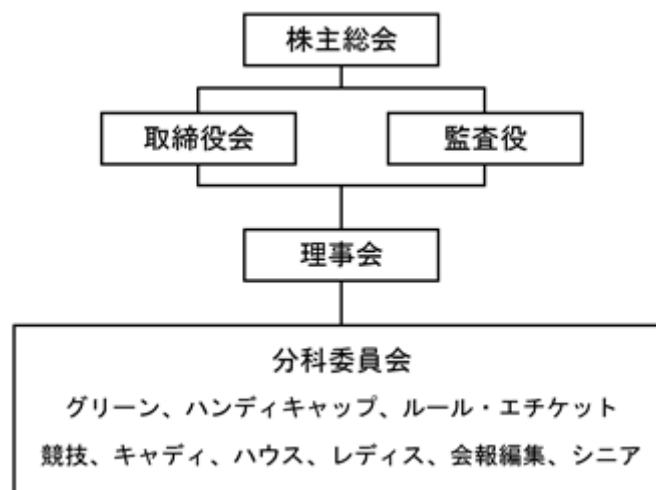 株主総会
取締役会
監査役
理事会
分科委員会
グリーン、ハンディキャップ、ルール・エチケット
競技、キャディ、ハウス、レディス、会報編集、シニア